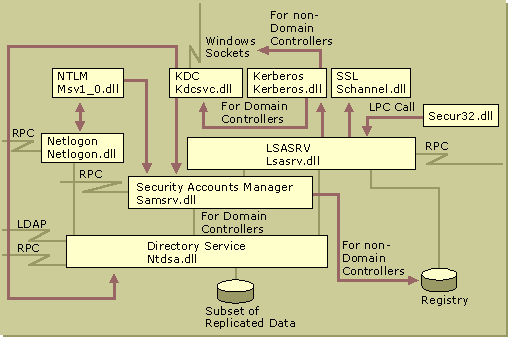 For non-
Domain
Controllers
Windows
Sockets
NTLM
Msv1_0.dll
KDC
Kdcsvc.dll
Kerberos
Kerberos.dll
SSL
Schannel.dll
For Domain
Controllers
LPC Call
Secur32.dll
RPC
Netlogon
Netlogon.dll
LSASRV
Lsasrv.dll
RPC
RPC
Security Accounts Manager
Samsrv.dll
For Domain
Controllers
LDAP
RPC
Directory Service
Ntdsa.dll
For non-
Domain
Controllers
Registry
Subset of
Replicated Data